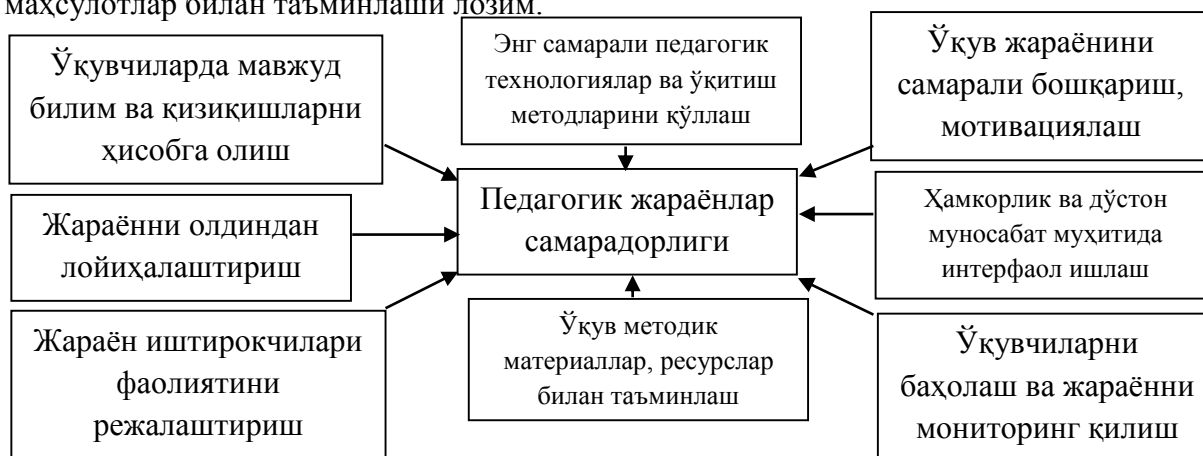 маҳсулотлар билан таъминлаши лозим.
Ўқувчиларда мавжуд
билим ва қизиқишларни
ҳисобга олиш
Энг самарали педагогик
технологиялар ва ўқитиш
методларини қўллаш
Ўқув жараёнини
самарали бошқариш,
мотивациялаш
Жараённи олдиндан
лойиҳалаштириш
Педагогик жараёнлар
самарадорлиги
Ҳамкорлик ва дўстон
муносабат муҳитида
интерфаол ишлаш
Жараён иштирокчилари
фаолиятини
режалаштириш
Ўқув методик
материаллар, ресурслар
билан таъминлаш
Ўқувчиларни
баҳолаш ва жараённи
мониторинг қилиш